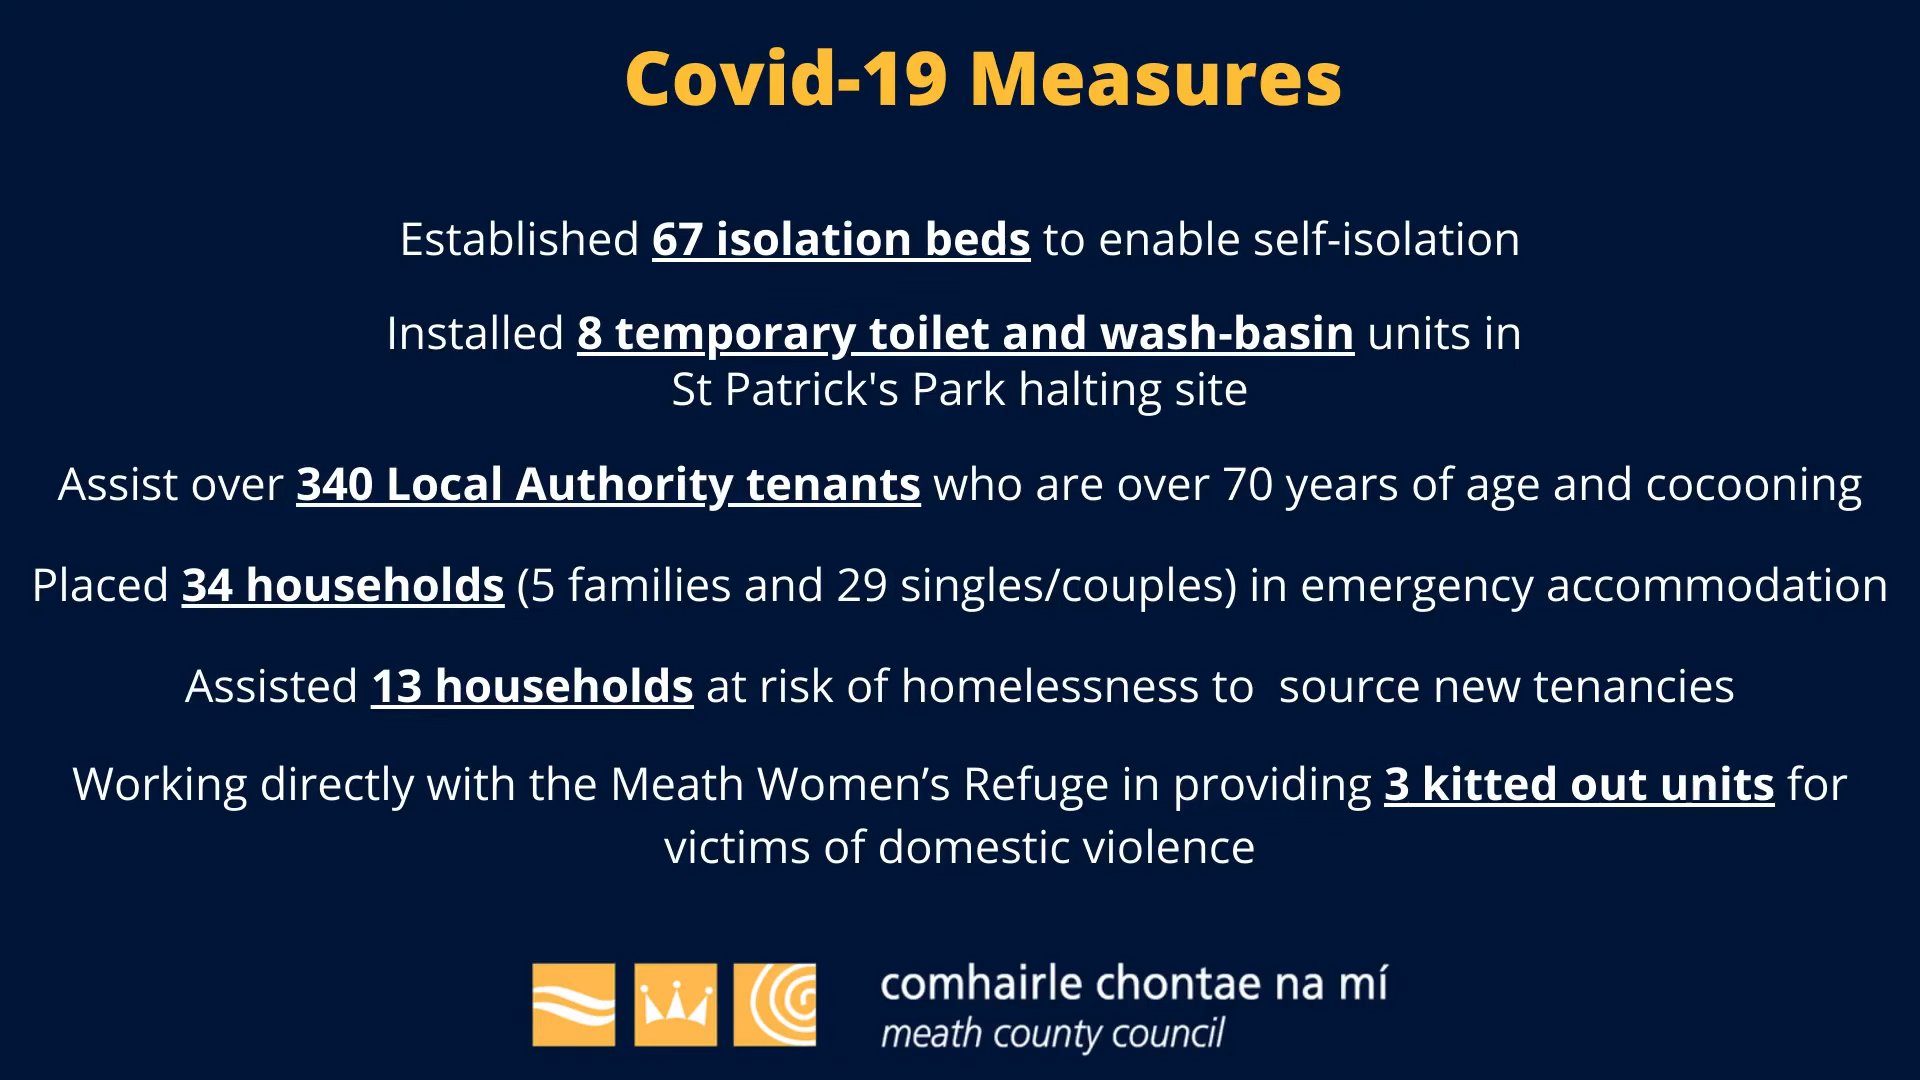 Covid-19 Measures
Established 67 isolation beds to enable self-isolation
Installed 8 temporary toilet and wash-basin units in
St Patrick's Park halting site
Assist over 340 Local Authority tenants who are over 70 years of age and cocooning
Placed 34 households (5 families and 29 singles/couples) in emergency accommodation
Assisted 13 households at risk of homelessness to  source new tenancies
Working directly with the Meath Women’s Refuge in providing 3 kitted out units for
victims of domestic violence
comhairle chontae na mí
meath county council